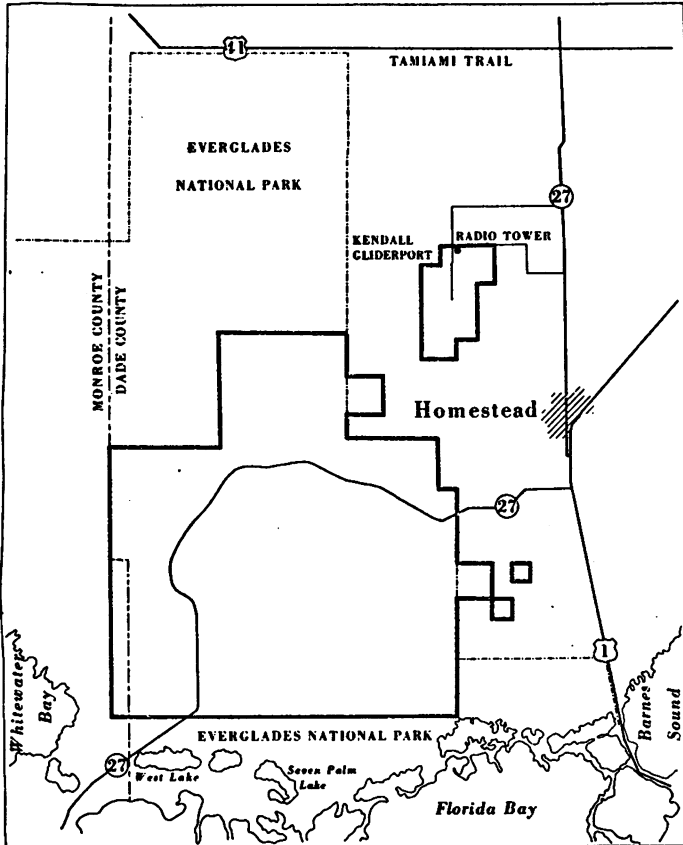 41
TAMIAMI TRAIL
EVERGLADES
NATIONAL PARK
27
KENDALL
GLIDERPORT
RADIO TOWER
MONROE COUNTY
DADE COUNTY
Homestead
27
1
Whitewaters
Bay
Barnes
Sound
EVERGLADES NATIONAL PARK
27
West Lake
Seven Palm
Lake
Florida Bay